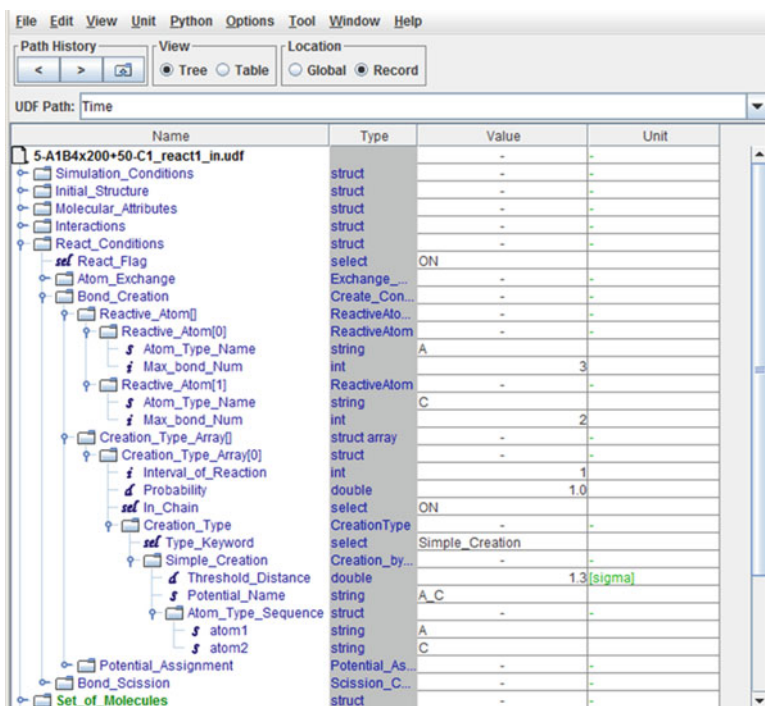 File Edit View Unit Python Options Tool Window Help
Path History View Location
< > Tree Table Global Record
UDF Path: Time
Name Type Value Unit
5-A1B4x200+50-C1_react1_in.udf - -
Simulation_Conditions struct - -
Initial_Structure struct - -
Molecular_Attributes struct - -
Interactions struct - -
React_Conditions struct - -
sel React_Flag select ON
Atom_Exchange Exchange_... - -
Bond_Creation Create_Con... - -
Reactive_Atom[] ReactiveAto... - -
Reactive_Atom[0] ReactiveAtom - -
s Atom_Type_Name string A
i Max_bond_Num int 3
Reactive_Atom[1] ReactiveAtom - -
s Atom_Type_Name string C
i Max_bond_Num int 2
Creation_Type_Array[] struct array - -
Creation_Type_Array[0] struct - -
i Interval_of_Reaction int 1
d Probability double 1.0
sel In_Chain select ON
Creation_Type CreationType - -
sel Type_Keyword select Simple_Creation
Simple_Creation Creation_by... - -
d Threshold_Distance double 1.3 [sigma]
s Potential_Name string A_C
Atom_Type_Sequence struct - -
s atom1 string A
s atom2 string C
Potential_Assignment Potential_As... - -
Bond_Scission Scission_C... - -
Set_of_Molecules struct - -